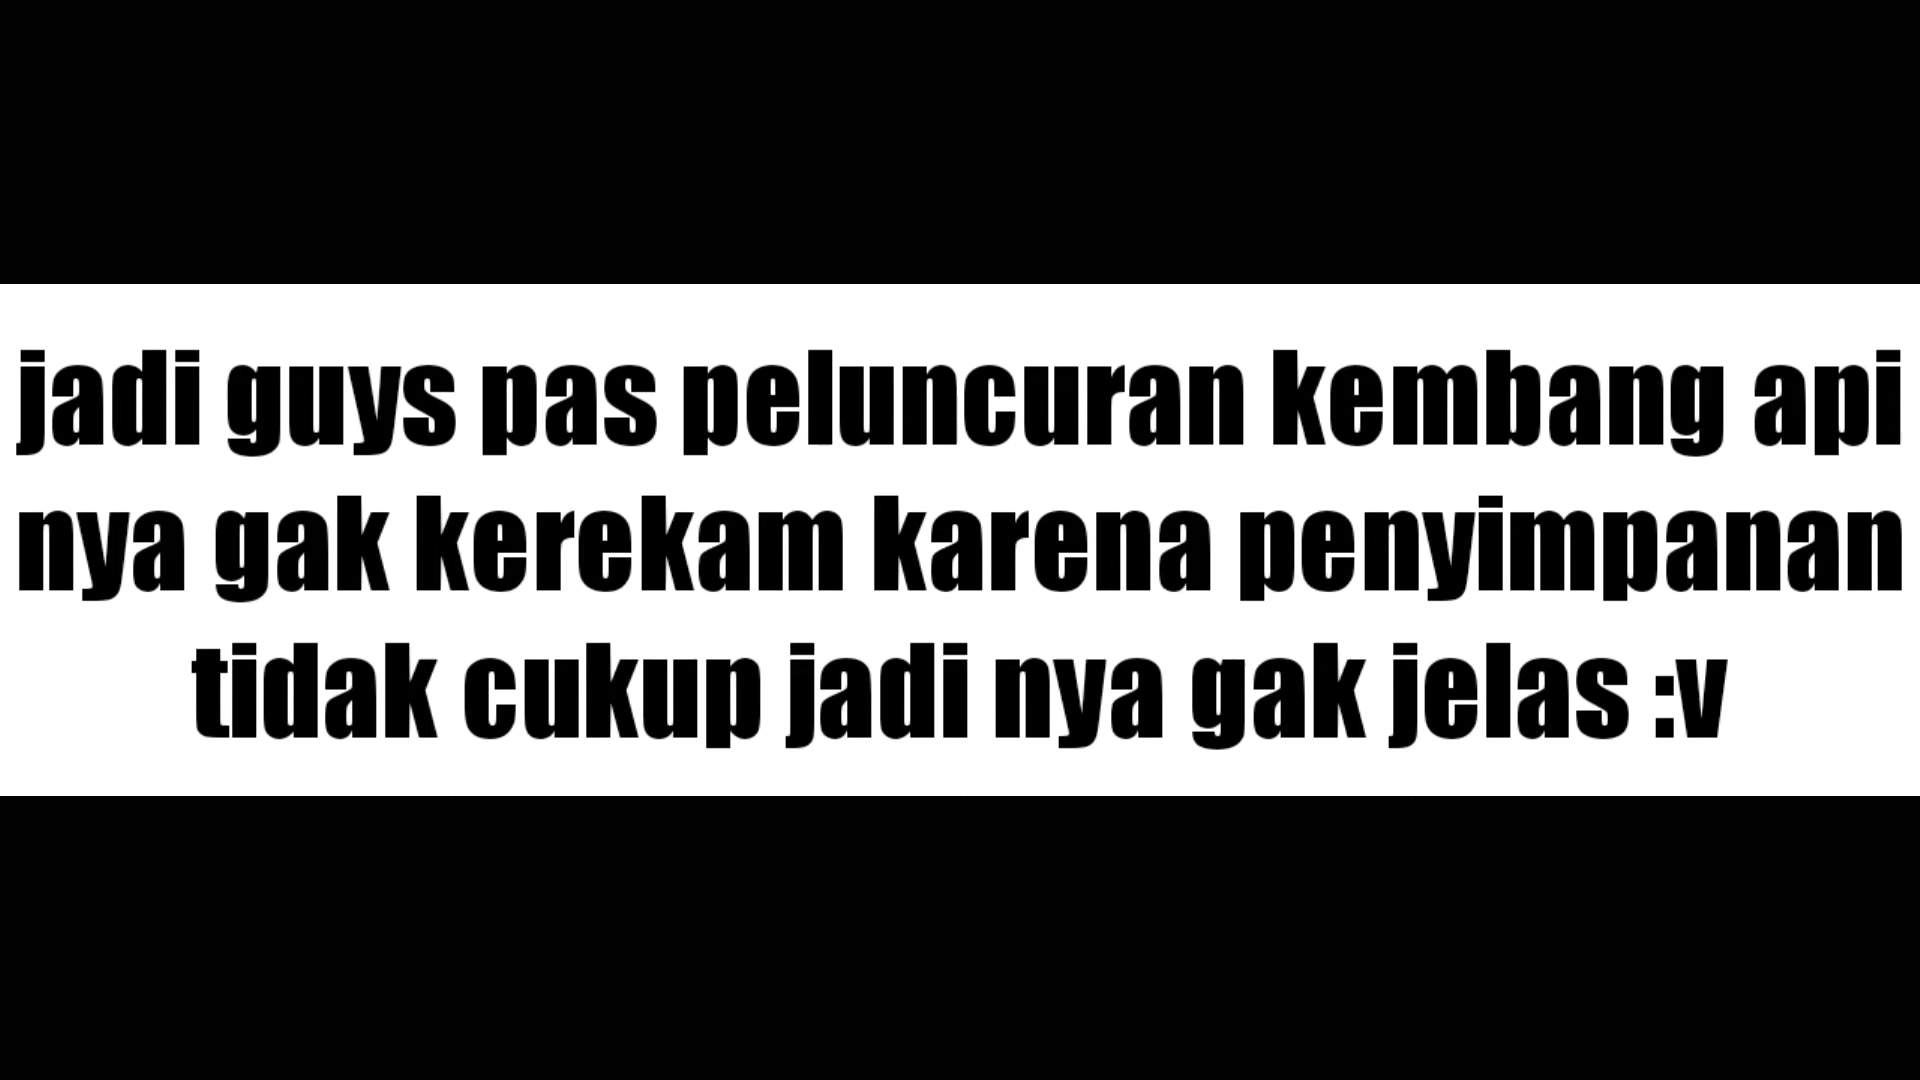 jadi guys pas peluncuran kembang api
nya gak kerekam karena penyimpanan
tidak cukup jadi nya gak jelas :v